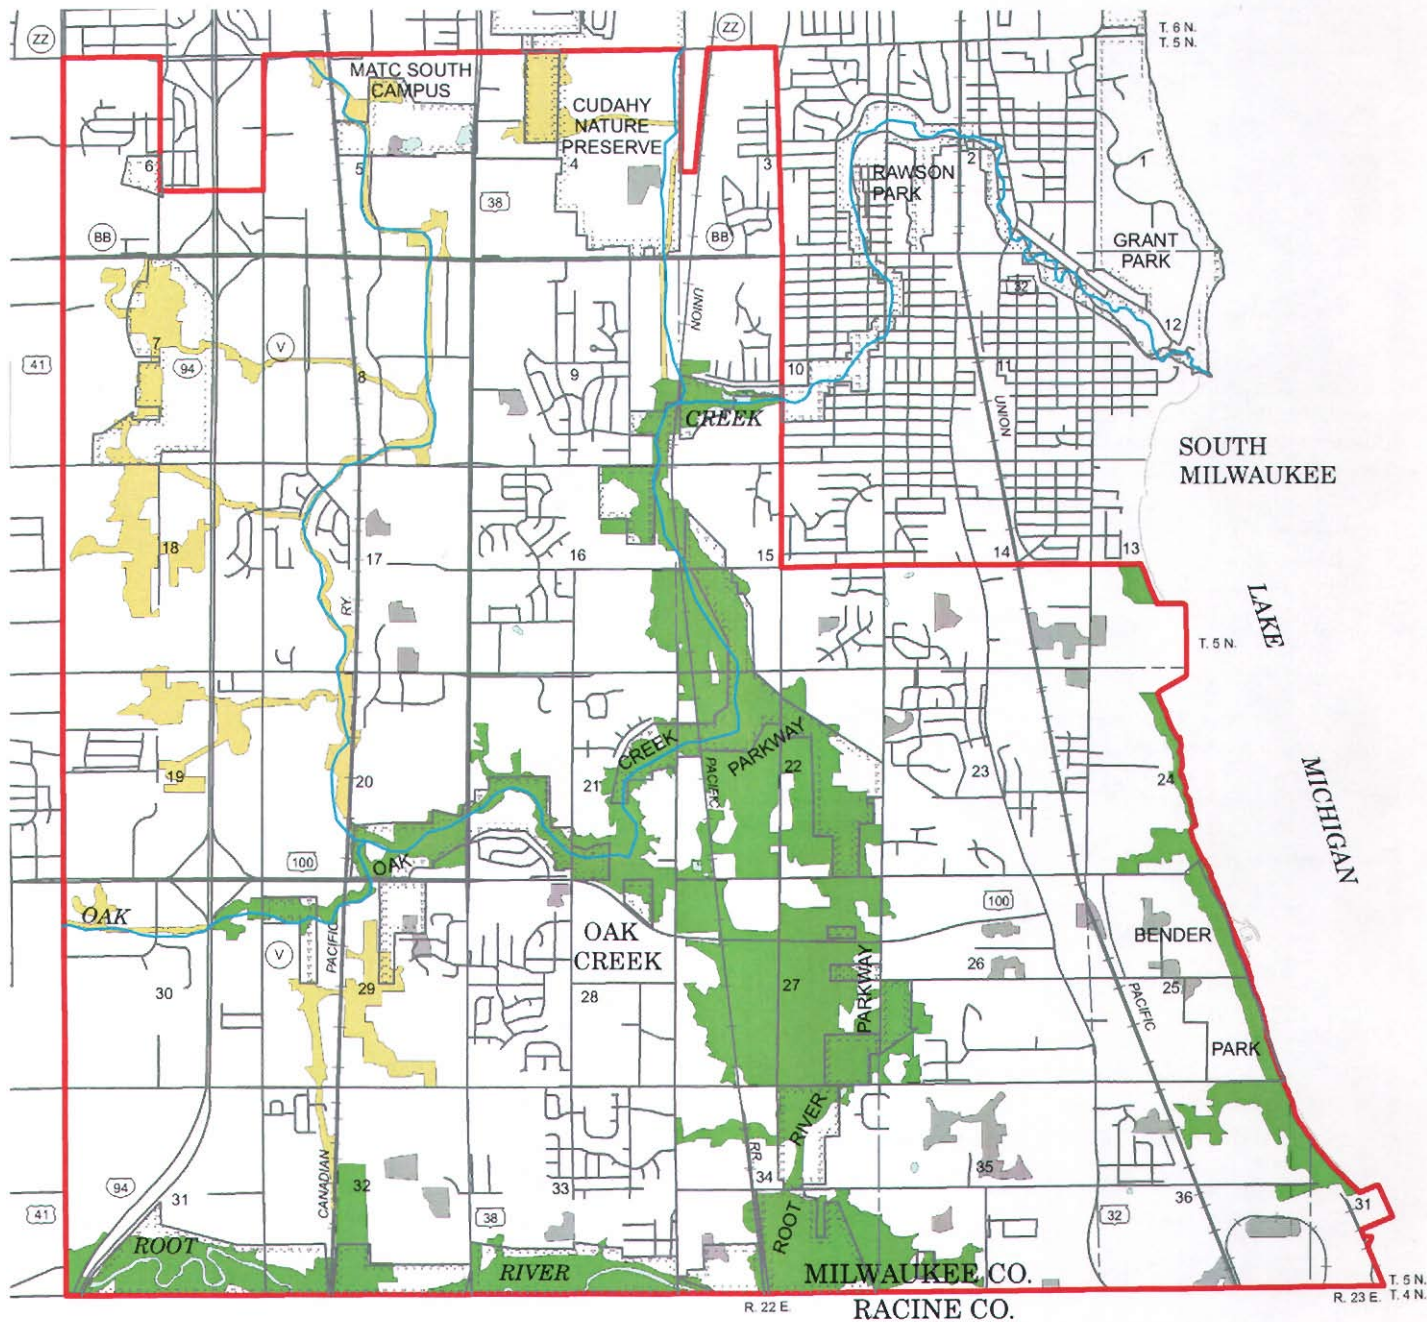 ZZ
ZZ
T. 6 N.
T. 5 N.
MATC SOUTH
CAMPUS
CUDAHY
NATURE
PRESERVE
6
5
4
3
2
1
RAWSON
PARK
38
BB
BB
GRANT
PARK
32
UNION
12
7
V
41
94
8
9
10
11
CREEK
UNION
SOUTH
MILWAUKEE
18
17
16
15
14
13
RY.
LAKE
T. 5 N.
CREEK
PARKWAY
19
20
21
PACIFIC
22
23
24
MICHIGAN
100
OAK
OAK
100
OAK
CREEK
BENDER
V
PACIFIC
30
29
28
27
PARKWAY
26
25
PACIFIC
PARK
RIVER
94
31
CANADIAN
32
33
RR
34
35
36
31
41
38
32
ROOT
ROOT
RIVER
MILWAUKEE CO.
RACINE CO.
R. 22 E.
R. 23 E.
T. 5 N.
T. 4 N.